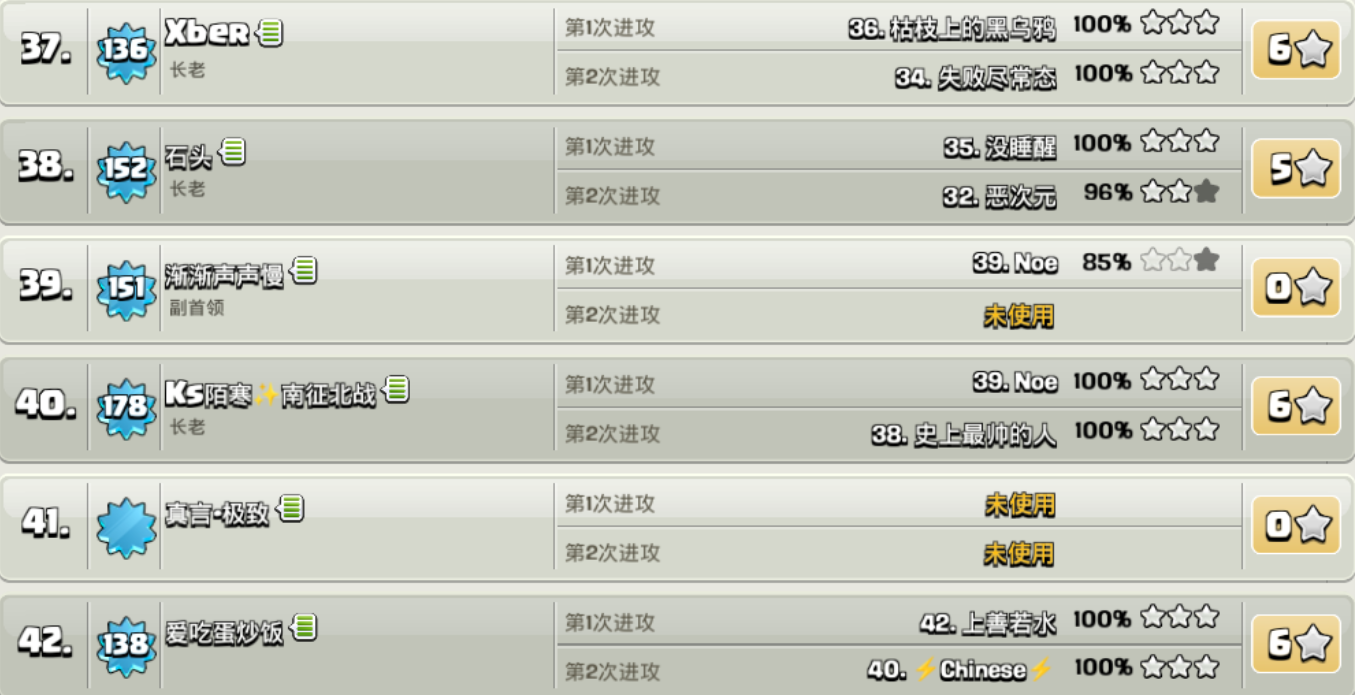 37. 136 Xber 第1次进攻 36. 枯枝上的黑乌鸦 100% 6
长老 第2次进攻 34. 失败尽常态 100%
38. 152 石头 第1次进攻 35. 没睡醒 100% 5
长老 第2次进攻 32. 恶次元 96%
39. 151 渐渐声声慢 第1次进攻 39. Noe 85% 0
副首领 第2次进攻 未使用
40. 178 Ks陌寒✨南征北战 第1次进攻 39. Noe 100% 6
长老 第2次进攻 38. 史上最帅的人 100%
41. 真言·极致 第1次进攻 未使用 0
第2次进攻 未使用
42. 138 爱吃蛋炒饭 第1次进攻 42. 上善若水 100% 6
第2次进攻 40. ⚡Chinese⚡ 100%